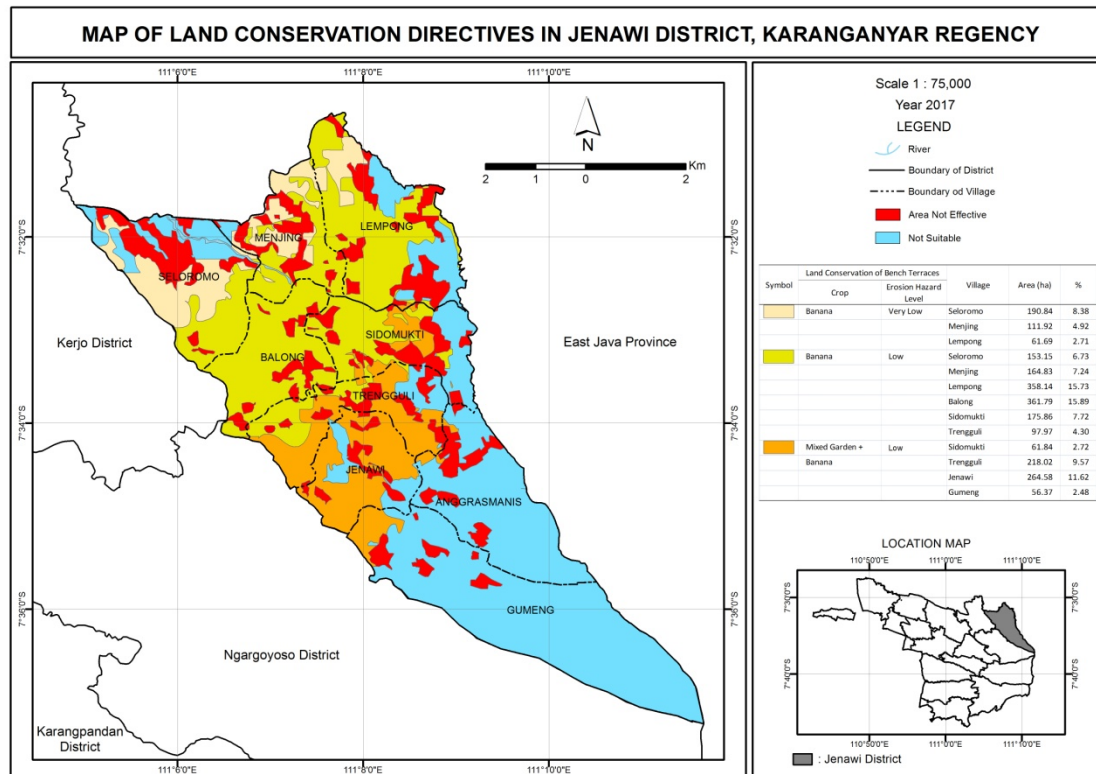 MAP OF LAND CONSERVATION DIRECTIVES IN JENAWI DISTRICT, KARANGANYAR REGENCY
111°6'0"E 111°8'0"E 111°10'0"E
N
Km
2 1 0 2
7°32'0"S 7°32'0"S
7°34'0"S 7°34'0"S
7°36'0"S 7°36'0"S
LEMPONG
MENJING
SELOROMO
SIDOMUKTI
BALONG
TRENGGULI
JENAWI
ANGGRASMANIS
GUMENG
Kerjo District
East Java Province
Ngargoyoso District
Karangpandan
District
111°6'0"E 111°8'0"E 111°10'0"E
Scale 1 : 75,000
Year 2017
LEGEND
River
Boundary of District
Boundary od Village
Area Not Effective
Not Suitable
Land Conservation of Bench Terraces
Symbol Crop Erosion Hazard Level Village Area (ha) %
Banana Very Low Seloromo 190.84 8.38
Menjing 111.92 4.92
Lempong 61.69 2.71
Banana Low Seloromo 153.15 6.73
Menjing 164.83 7.24
Lempong 358.14 15.73
Balong 361.79 15.89
Sidomukti 175.86 7.72
Trengguli 97.97 4.30
Mixed Garden + Low Sidomukti 61.84 2.72
Banana Trengguli 218.02 9.57
Jenawi 264.58 11.62
Gumeng 56.37 2.48
LOCATION MAP
110°50'0"E 111°0'0"E 111°10'0"E
7°30'0"S 7°30'0"S
7°40'0"S 7°40'0"S
110°50'0"E 111°0'0"E 111°10'0"E
: Jenawi District